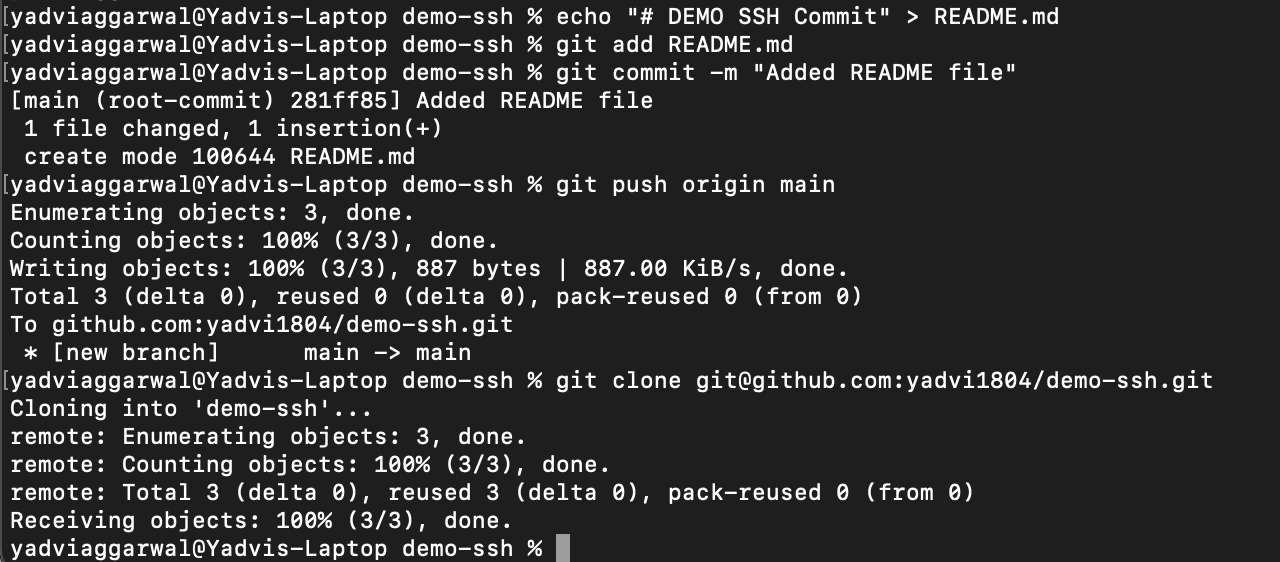 [yadviaggarwal@Yadvis-Laptop demo-ssh % echo "# DEMO SSH Commit" > README.md
[yadviaggarwal@Yadvis-Laptop demo-ssh % git add README.md
[yadviaggarwal@Yadvis-Laptop demo-ssh % git commit -m "Added README file"
[main (root-commit) 281ff85] Added README file
 1 file changed, 1 insertion(+)
 create mode 100644 README.md
[yadviaggarwal@Yadvis-Laptop demo-ssh % git push origin main
Enumerating objects: 3, done.
Counting objects: 100% (3/3), done.
Writing objects: 100% (3/3), 887 bytes | 887.00 KiB/s, done.
Total 3 (delta 0), reused 0 (delta 0), pack-reused 0 (from 0)
To github.com:yadvi1804/demo-ssh.git
 * [new branch]      main -> main
[yadviaggarwal@Yadvis-Laptop demo-ssh % git clone git@github.com:yadvi1804/demo-ssh.git
Cloning into 'demo-ssh'...
remote: Enumerating objects: 3, done.
remote: Counting objects: 100% (3/3), done.
remote: Total 3 (delta 0), reused 3 (delta 0), pack-reused 0 (from 0)
Receiving objects: 100% (3/3), done.
yadviaggarwal@Yadvis-Laptop demo-ssh %